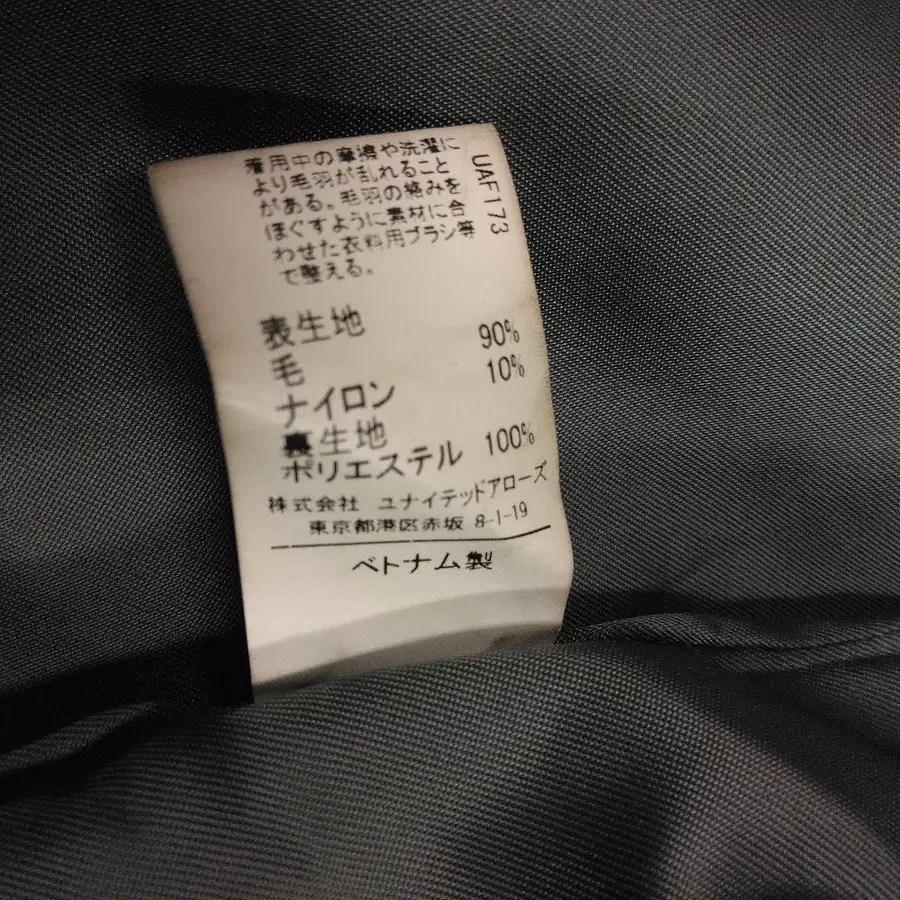 着用中の摩擦や洗濯に
より毛羽が乱れること
がある。毛羽の絡みを
ほぐすように素材に合
わせた衣料用ブラシ等
で整える。
UAF173
表生地
毛 90%
ナイロン 10%
裏生地
ポリエステル 100%
株式会社 ユナイテッドアローズ
東京都港区赤坂 8-1-19
ベトナム製